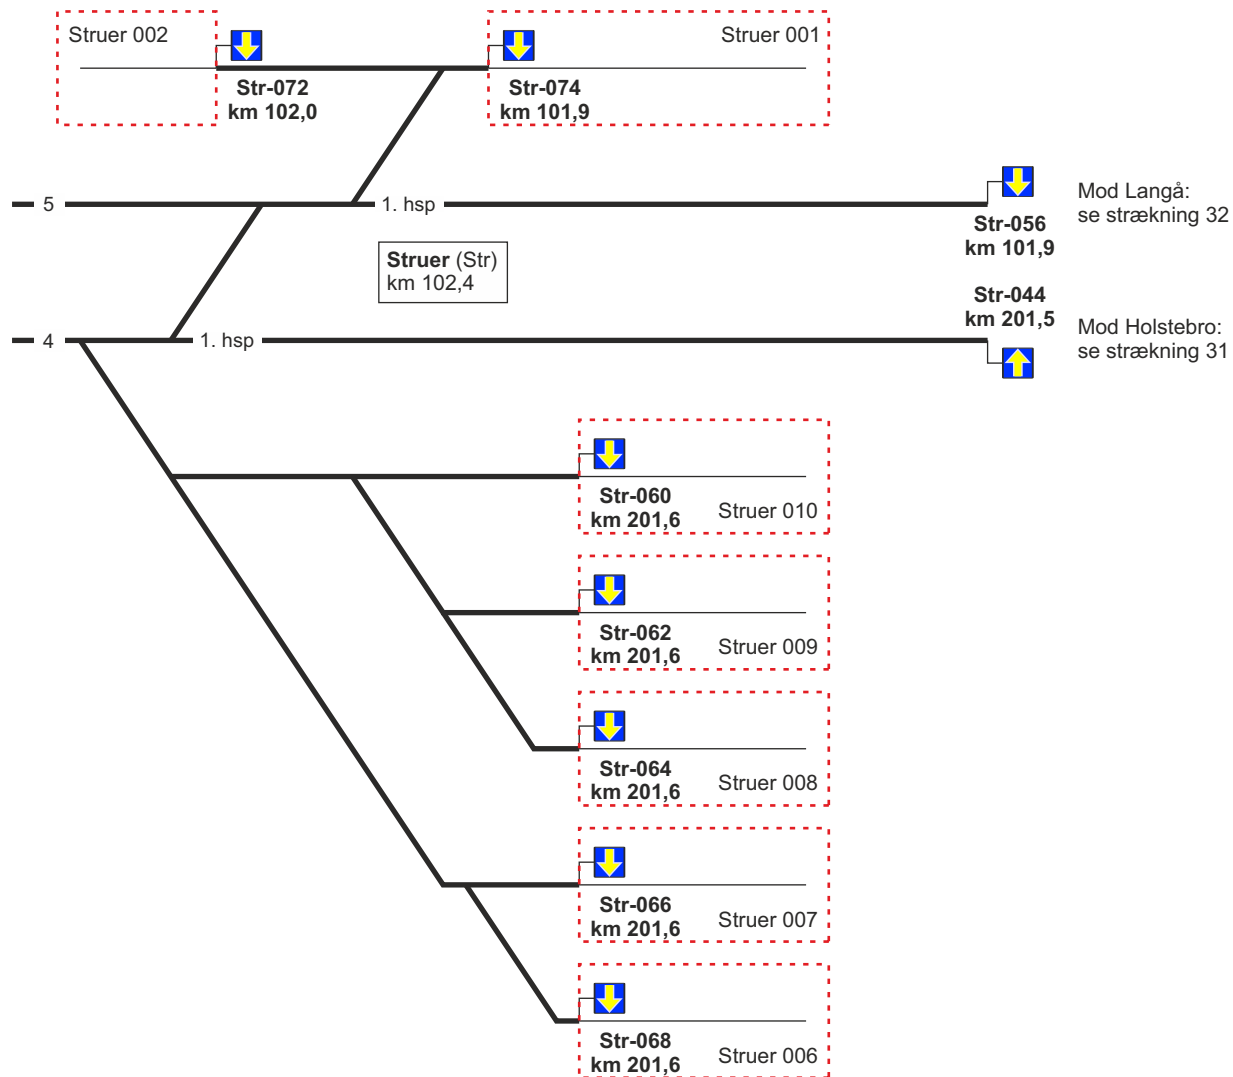 Struer 002
Struer 001
Str-072
km 102,0
Str-074
km 101,9
5
1. hsp
Str-056
km 101,9
Mod Langå:
se strækning 32
Struer (Str)
km 102,4
Str-044
km 201,5
4
1. hsp
Mod Holstebro:
se strækning 31
Str-060
km 201,6
Struer 010
Str-062
km 201,6
Struer 009
Str-064
km 201,6
Struer 008
Str-066
km 201,6
Struer 007
Str-068
km 201,6
Struer 006